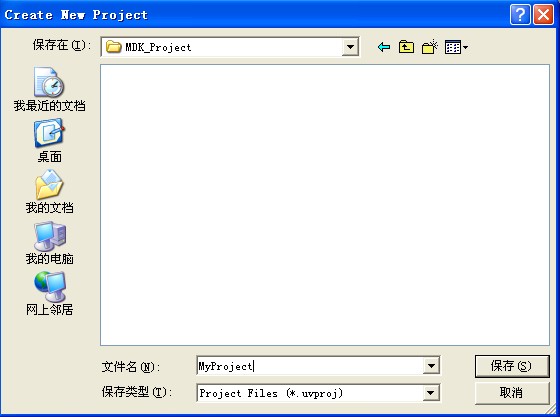 Create New Project
保存在(I):
MDK_Project
我最近的文档
桌面
我的文档
我的电脑
网上邻居
文件名(N):
MyProject
保存(S)
保存类型(T):
Project Files (*.uvproj)
取消